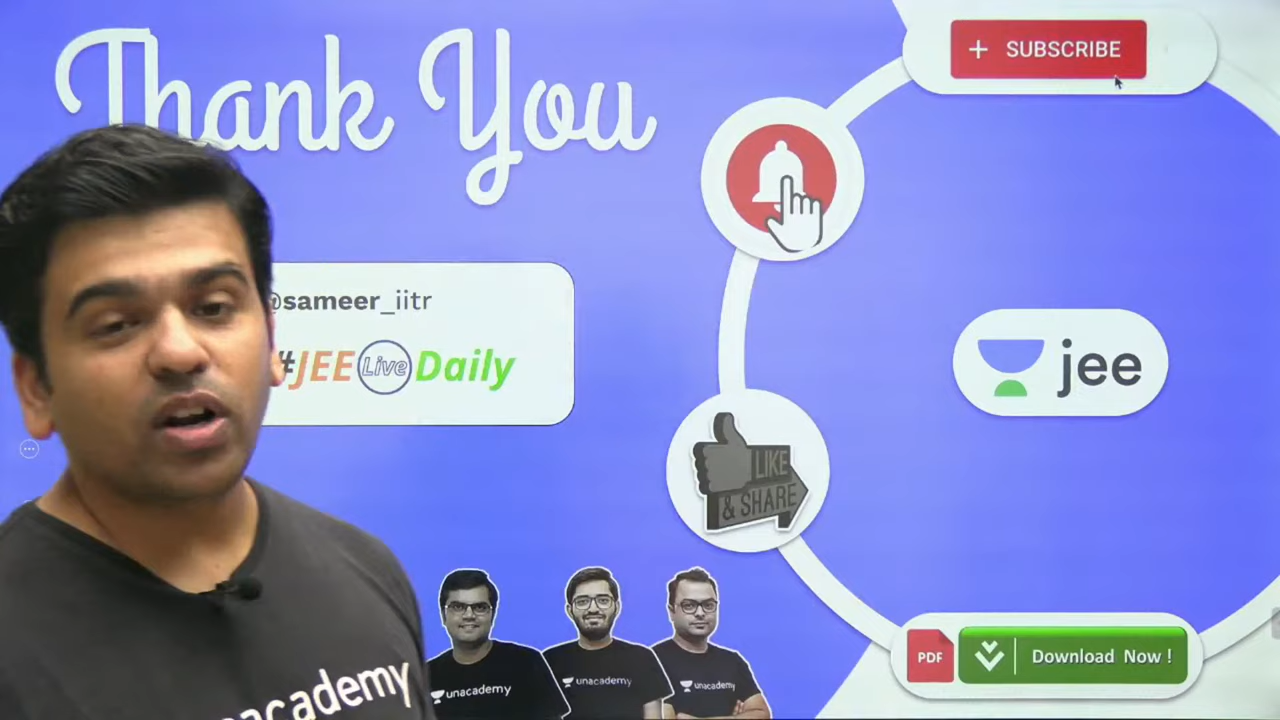 Thank You
+ SUBSCRIBE
@sameer_iitr
#JEE Live Daily
jee
LIKE
& SHARE
unacademy
unacademy
unacademy
unacademy
PDF
Download Now !